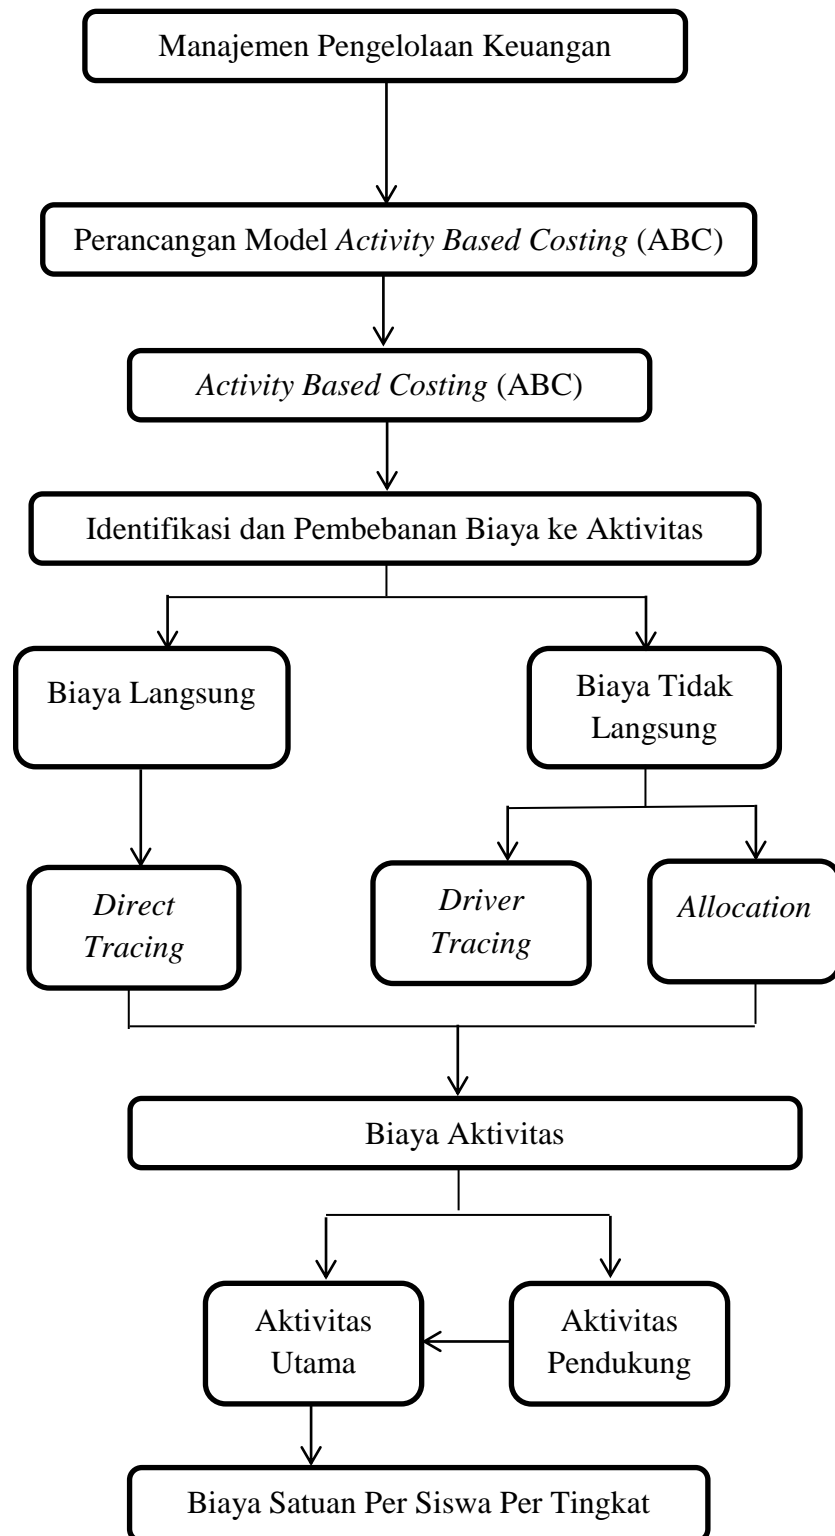 Manajemen Pengelolaan Keuangan
Perancangan Model Activity Based Costing (ABC)
Activity Based Costing (ABC)
Identifikasi dan Pembebanan Biaya ke Aktivitas
Biaya Langsung
Biaya Tidak
Langsung
Direct
Tracing
Driver
Tracing
Allocation
Biaya Aktivitas
Aktivitas
Utama
Aktivitas
Pendukung
Biaya Satuan Per Siswa Per Tingkat